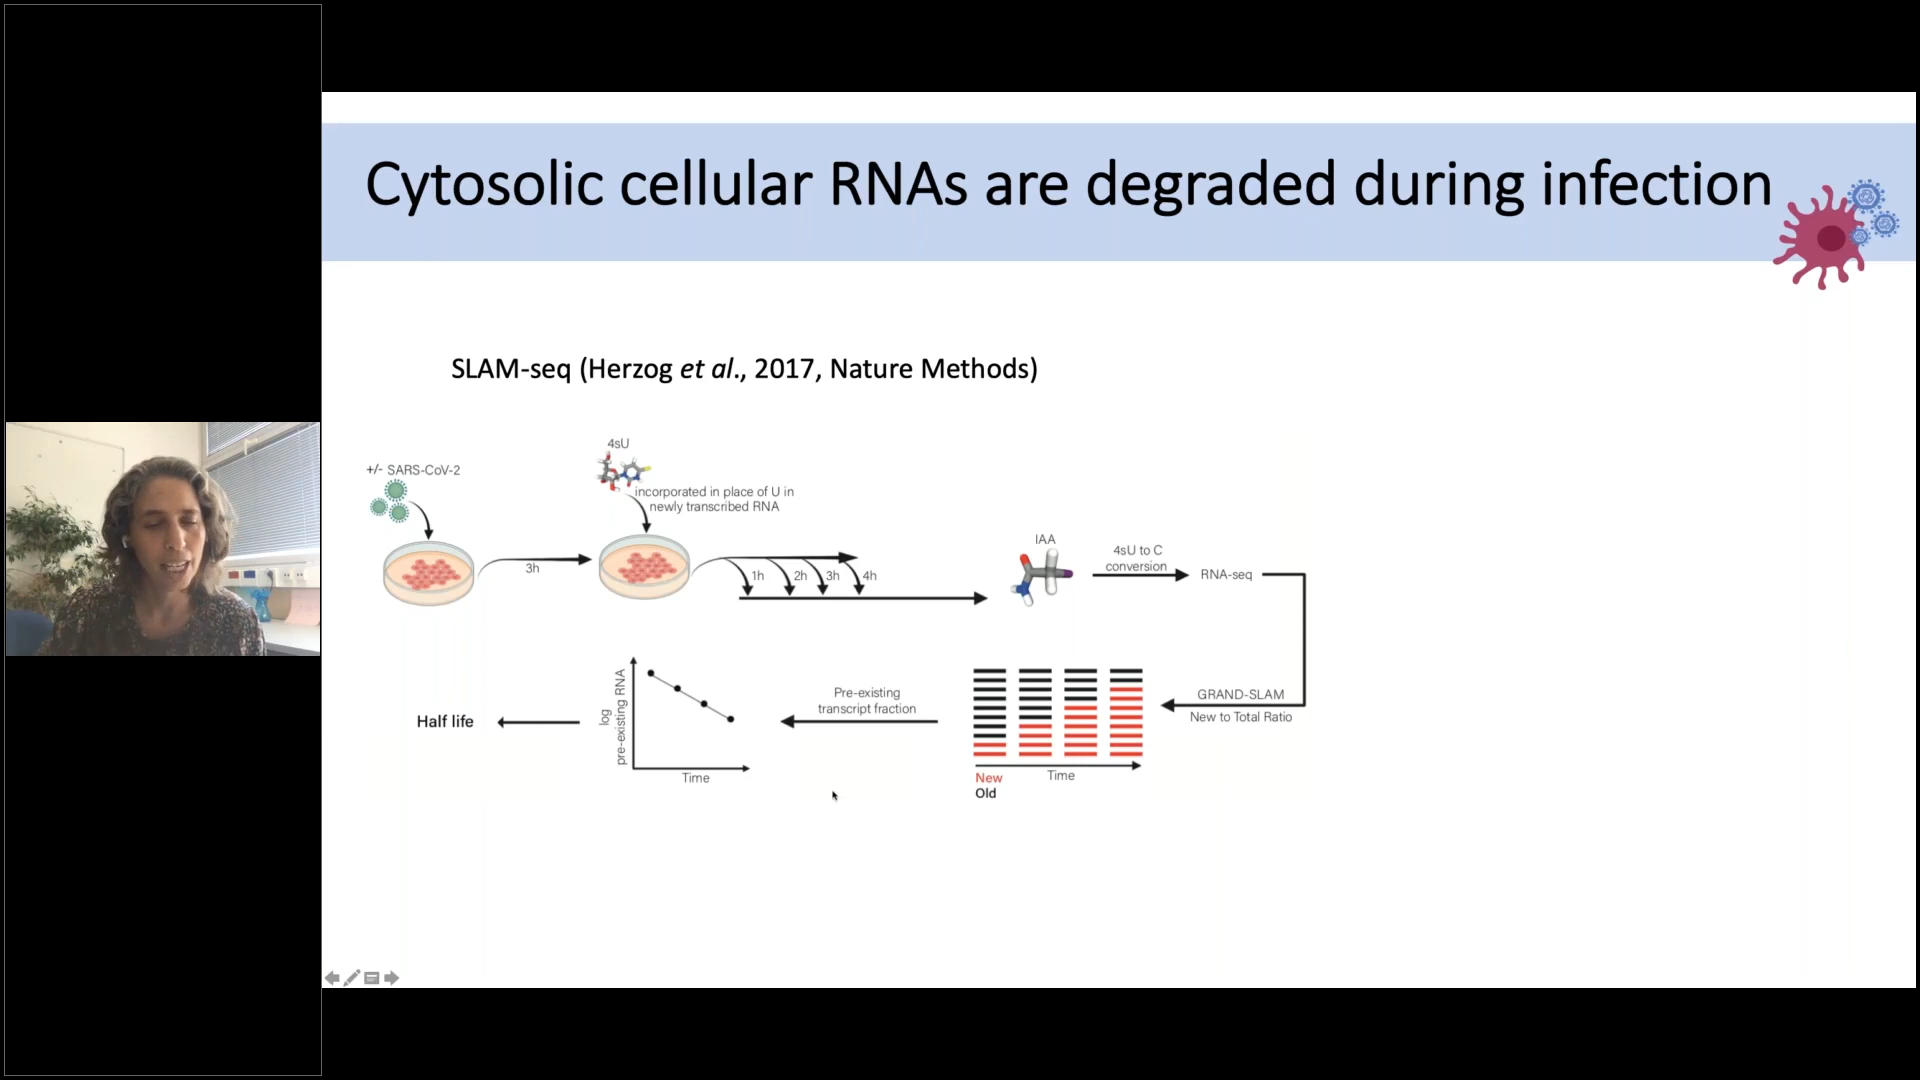 Cytosolic cellular RNAs are degraded during infection
SLAM-seq (Herzog et al., 2017, Nature Methods)
+/- SARS-CoV-2
3h
4sU
incorporated in place of U in
newly transcribed RNA
1h
2h
3h
4h
IAA
4sU to C
conversion
RNA-seq
GRAND-SLAM
New to Total Ratio
New
Old
Time
Pre-existing
transcript fraction
log
pre-existing RNA
Time
Half life